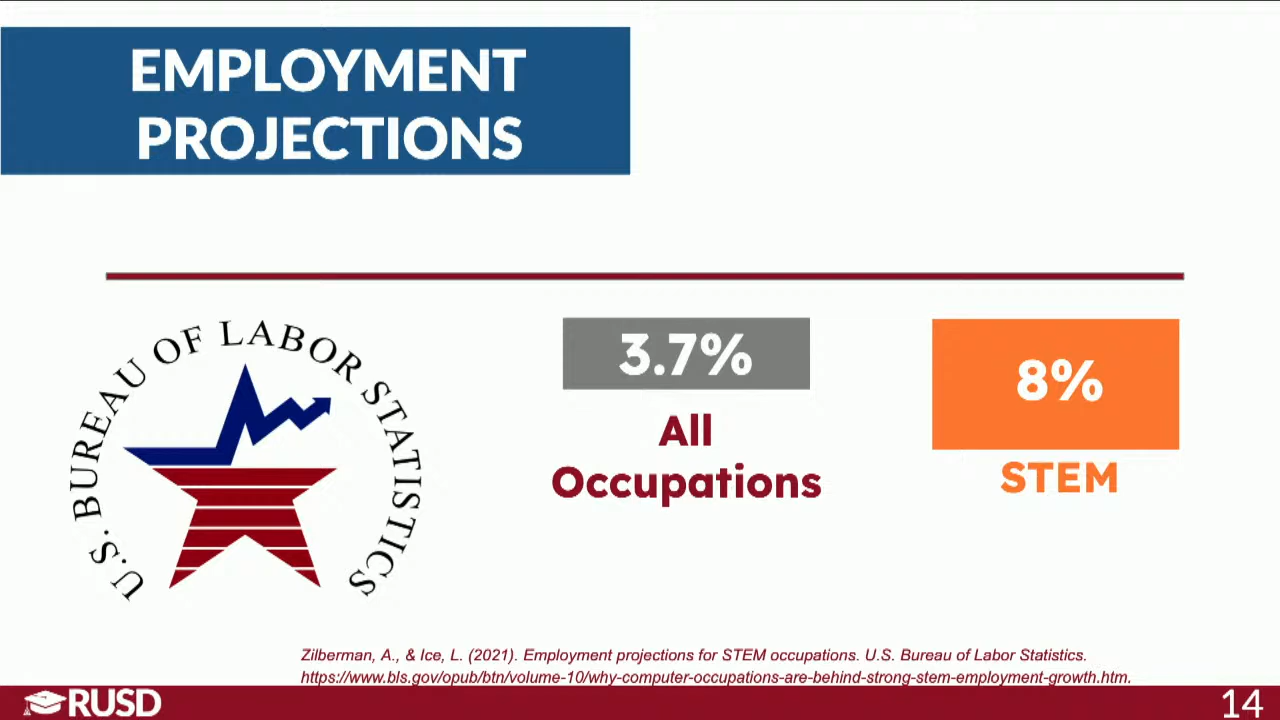 EMPLOYMENT
PROJECTIONS
U.S. BUREAU OF LABOR STATISTICS
3.7%
All
Occupations
8%
STEM
Zilberman, A., & Ice, L. (2021). Employment projections for STEM occupations. U.S. Bureau of Labor Statistics.
https://www.bls.gov/opub/btn/volume-10/why-computer-occupations-are-behind-strong-stem-employment-growth.htm.
RUSD
14